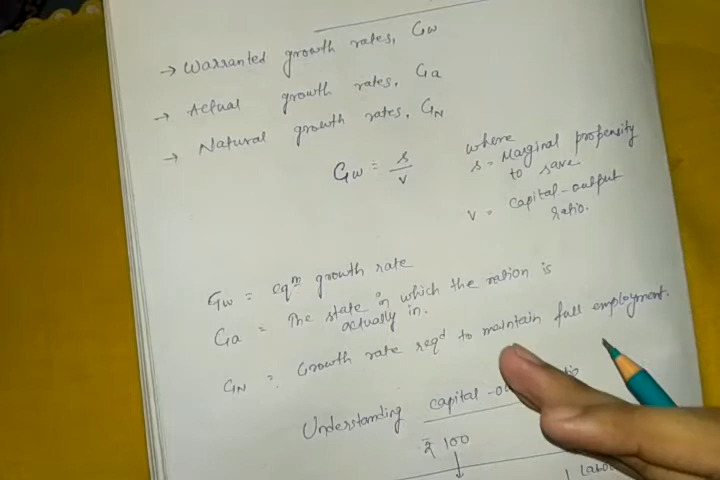 → Warranted growth rates, Gw
→ Actual growth rates, Ga
→ Natural growth rates, GN
Gw = s/v
where
s = Marginal propensity
to save
v = capital-output
ratio.
Gw = eqm growth rate
Ga = The state in which the nation is
actually in.
GN = Growth rate reqd to maintain full employment.
Understanding capital -
₹ 100